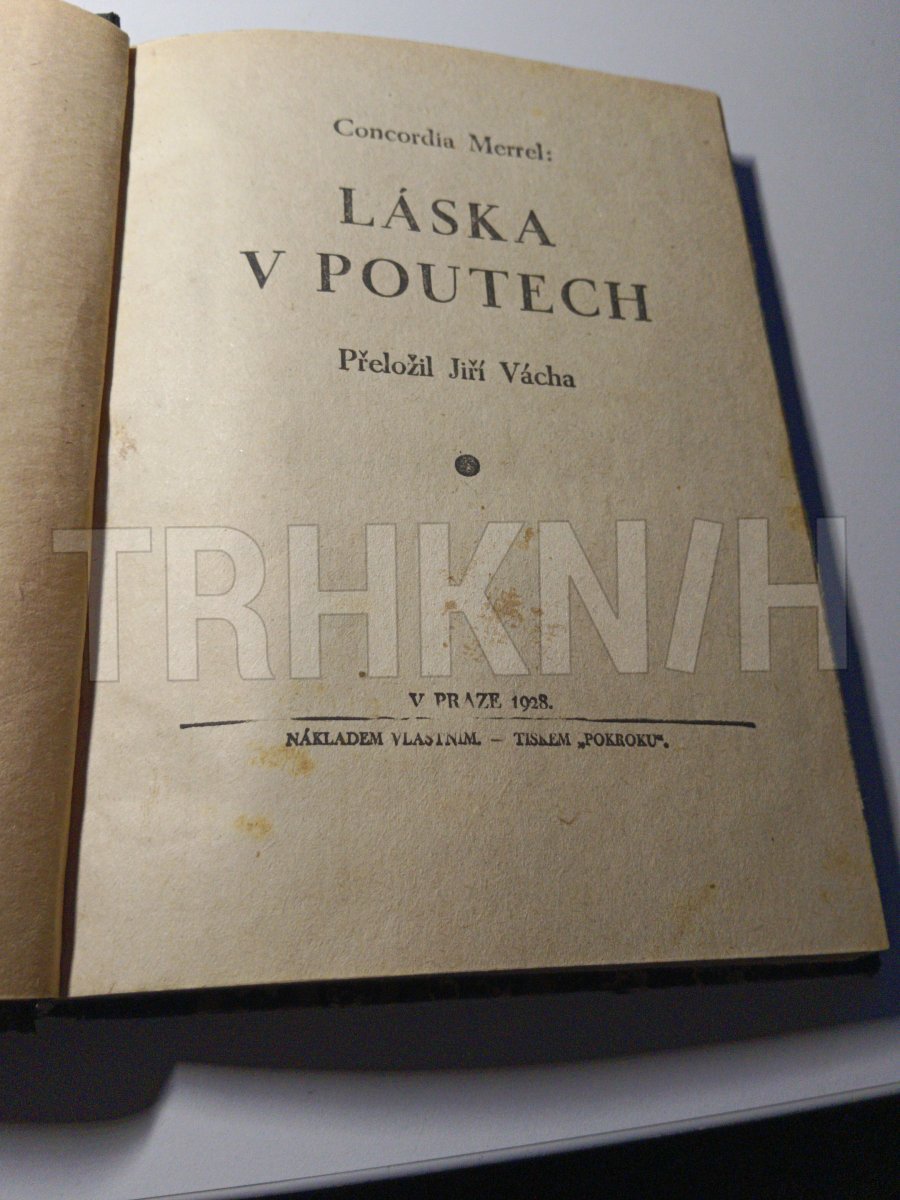 Concordia Merrel:
LÁSKA
V POUTECH
Přeložil Jiří Vácha
TRHKNIH
V PRAZE 1928.
NÁKLADEM VLASTNÍM. — TISKEM „POKROKU“.